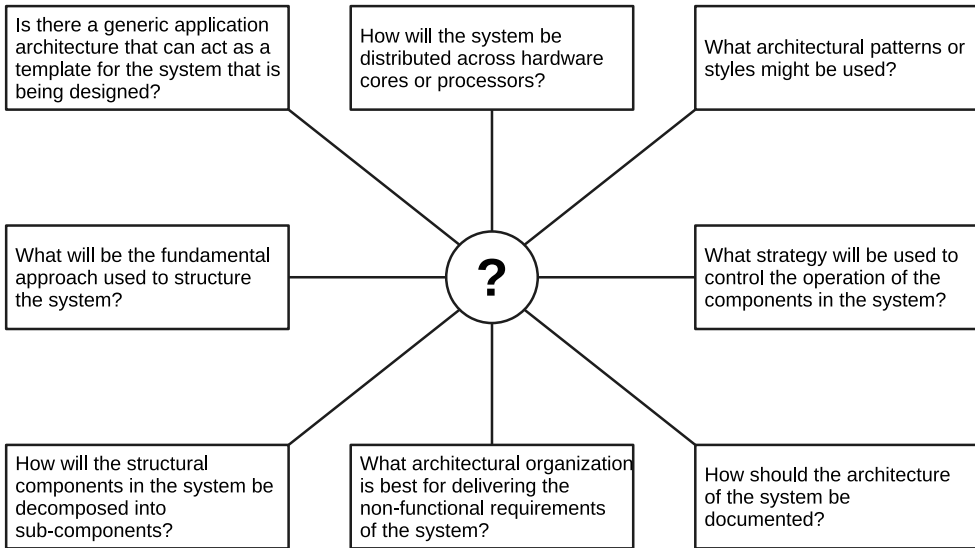 Is there a generic application
architecture that can act as a
template for the system that is
being designed?
How will the system be
distributed across hardware
cores or processors?
What architectural patterns or
styles might be used?
What will be the fundamental
approach used to structure
the system?
?
What strategy will be used to
control the operation of the
components in the system?
How will the structural
components in the system be
decomposed into
sub-components?
What architectural organization
is best for delivering the
non-functional requirements
of the system?
How should the architecture
of the system be
documented?